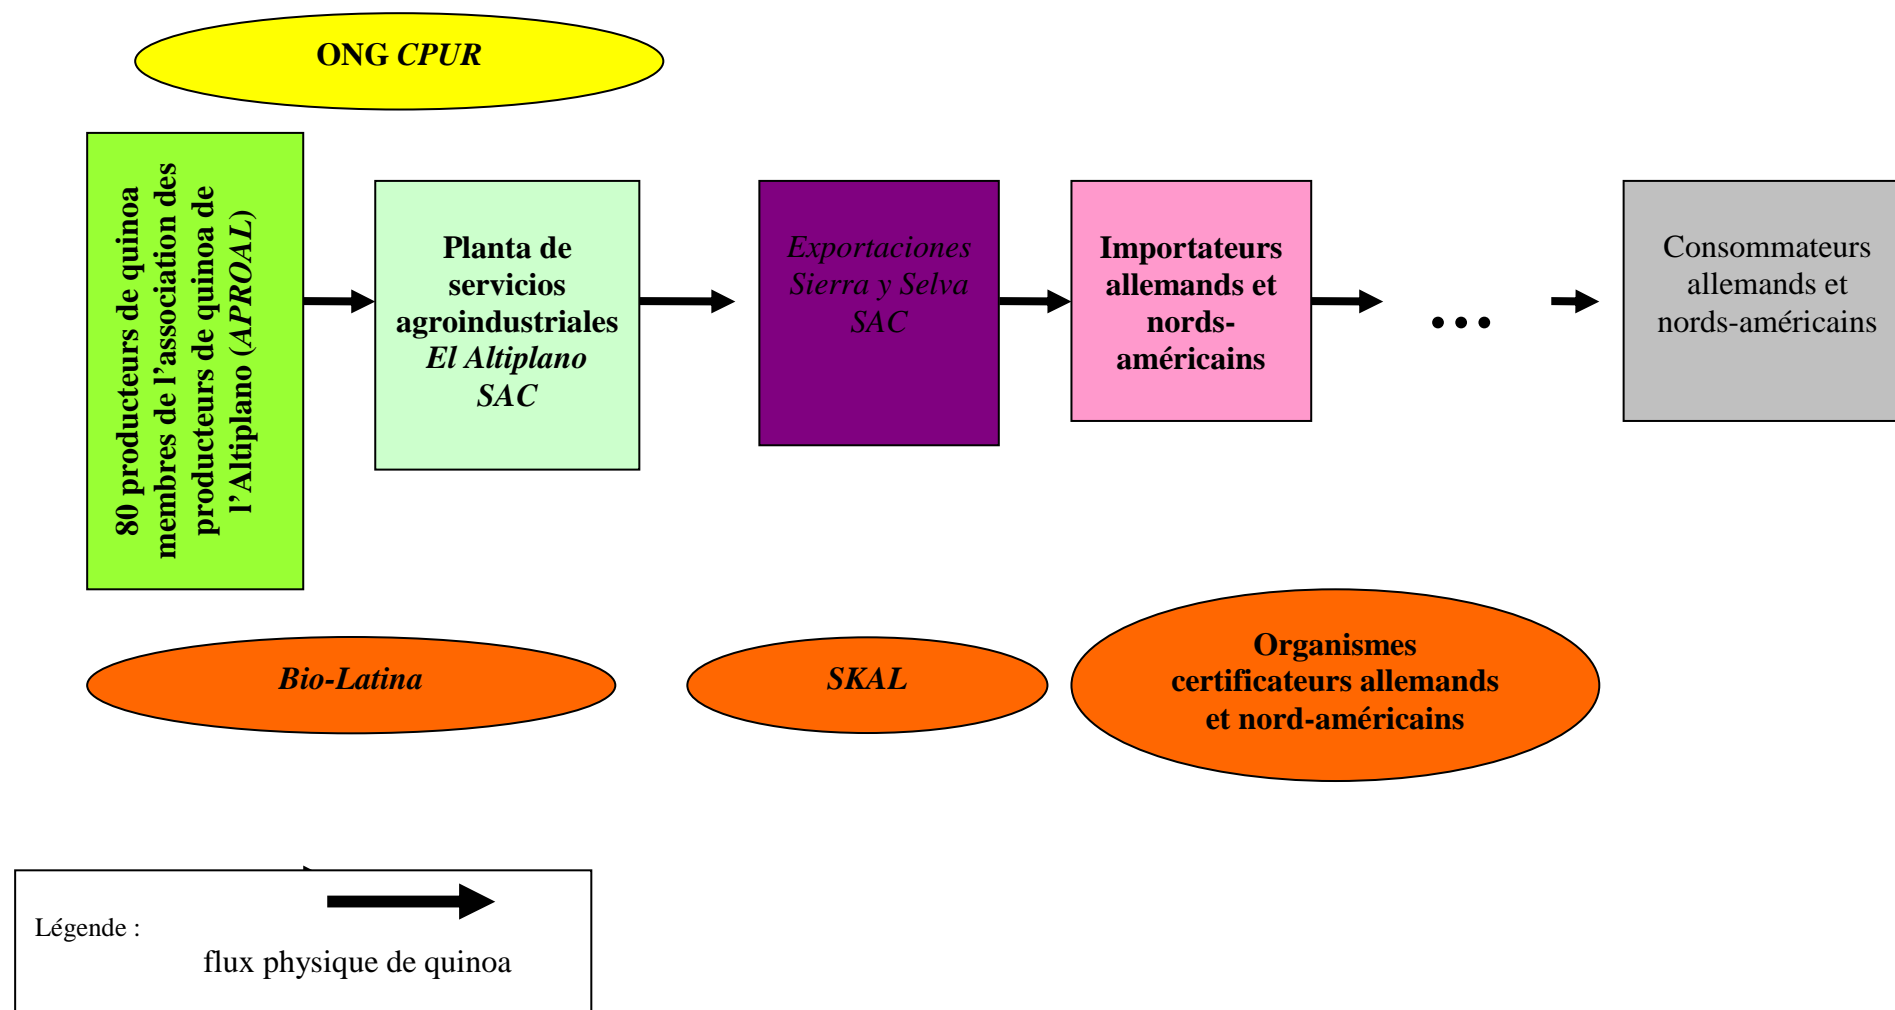 ONG CPUR
80 producteurs de quinoa
membres de l’association des
producteurs de quinoa de
l’Altiplano (APROAL)
Planta de
servicios
agroindustriales
El Altiplano
SAC
Exportaciones
Sierra y Selva
SAC
Importateurs
allemands et
nords-
américains
...
Consommateurs
allemands et
nords-américains
Bio-Latina
SKAL
Organismes
certificateurs allemands
et nord-américains
Légende :
flux physique de quinoa